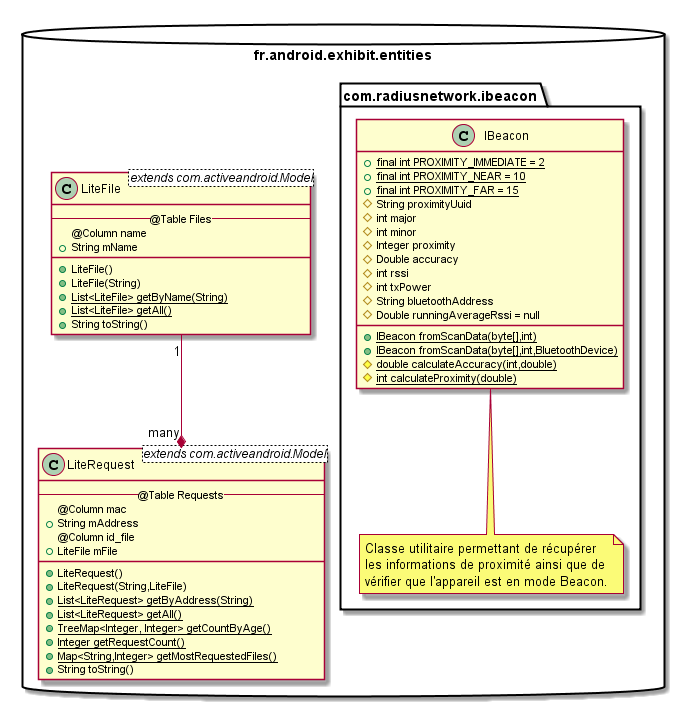 fr.android.exhibit.entities
com.radiusnetwork.ibeacon
C IBeacon
final int PROXIMITY_IMMEDIATE = 2
final int PROXIMITY_NEAR = 10
final int PROXIMITY_FAR = 15
String proximityUuid
int major
int minor
Integer proximity
Double accuracy
int rssi
int txPower
String bluetoothAddress
Double runningAverageRssi = null
IBeacon fromScanData(byte[],int)
IBeacon fromScanData(byte[],int,BluetoothDevice)
double calculateAccuracy(int,double)
int calculateProximity(double)
Classe utilitaire permettant de récupérer
les informations de proximité ainsi que de
vérifier que l'appareil est en mode Beacon.
extends com.activeandroid.Model
C LiteFile
@Table Files
@Column name
String mName
LiteFile()
LiteFile(String)
List<LiteFile> getByName(String)
List<LiteFile> getAll()
String toString()
1
many
extends com.activeandroid.Model
C LiteRequest
@Table Requests
@Column mac
String mAddress
@Column id_file
LiteFile mFile
LiteRequest()
LiteRequest(String,LiteFile)
List<LiteRequest> getByAddress(String)
List<LiteRequest> getAll()
TreeMap<Integer, Integer> getCountByAge()
Integer getRequestCount()
Map<String,Integer> getMostRequestedFiles()
String toString()